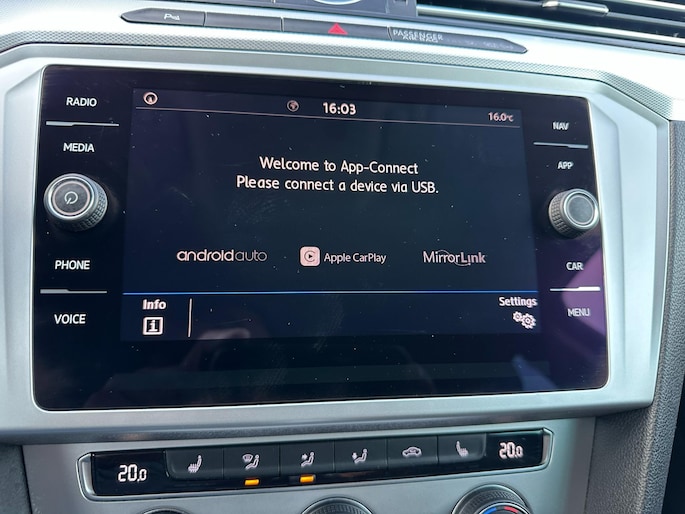 PASSENGER
AIR BAG
RADIO
MEDIA
PHONE
VOICE
16:03
16.0°C
Welcome to App-Connect
Please connect a device via USB.
androidauto
Apple CarPlay
MirrorLink
Info
Settings
NAV
APP
CAR
MENU
20.0
20.0